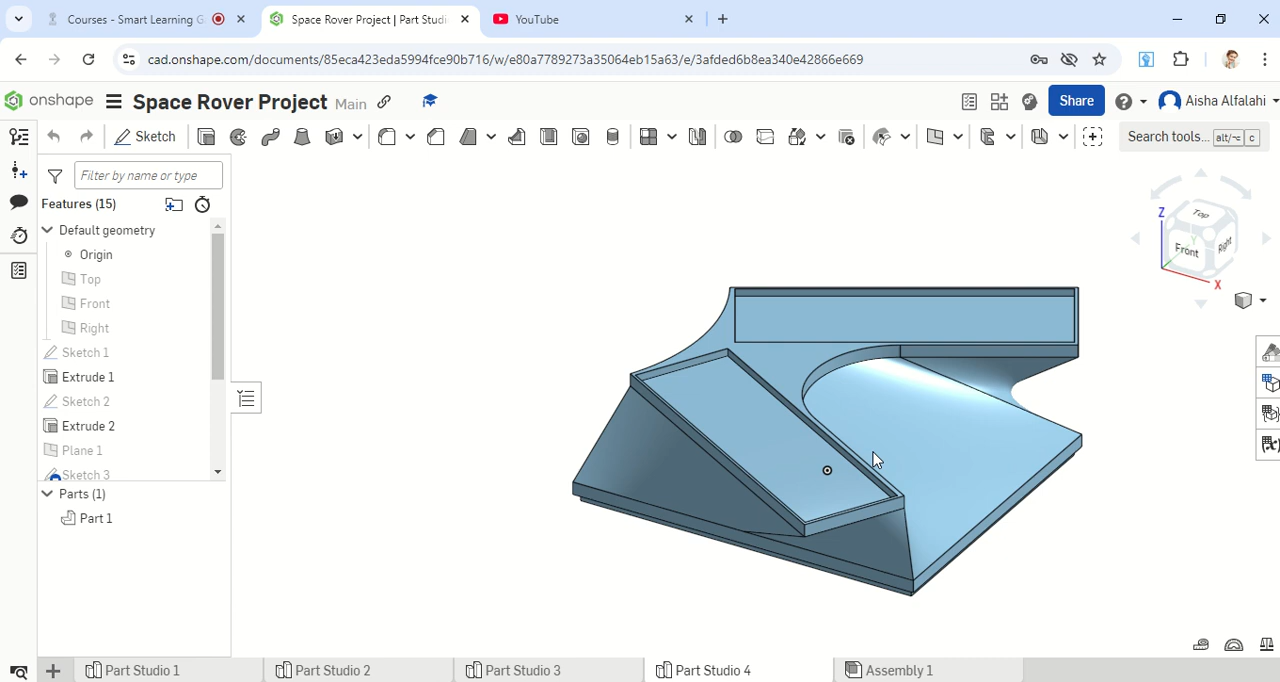 Courses - Smart Learning G
Space Rover Project | Part Studi
YouTube
cad.onshape.com/documents/85eca423eda5994fdc90b716/w/e80a7789273a35064eb15a63/e/3afded6b8ea340e42866e669
onshape
Space Rover Project Main
Share
Aisha Alfalahi
Sketch
Search tools... alt/⌥ c
Filter by name or type
Features (15)
Default geometry
Origin
Top
Front
Right
Sketch 1
Extrude 1
Sketch 2
Extrude 2
Plane 1
Sketch 3
Parts (1)
Part 1
Z
Top
Y
Front
Right
X
Part Studio 1
Part Studio 2
Part Studio 3
Part Studio 4
Assembly 1